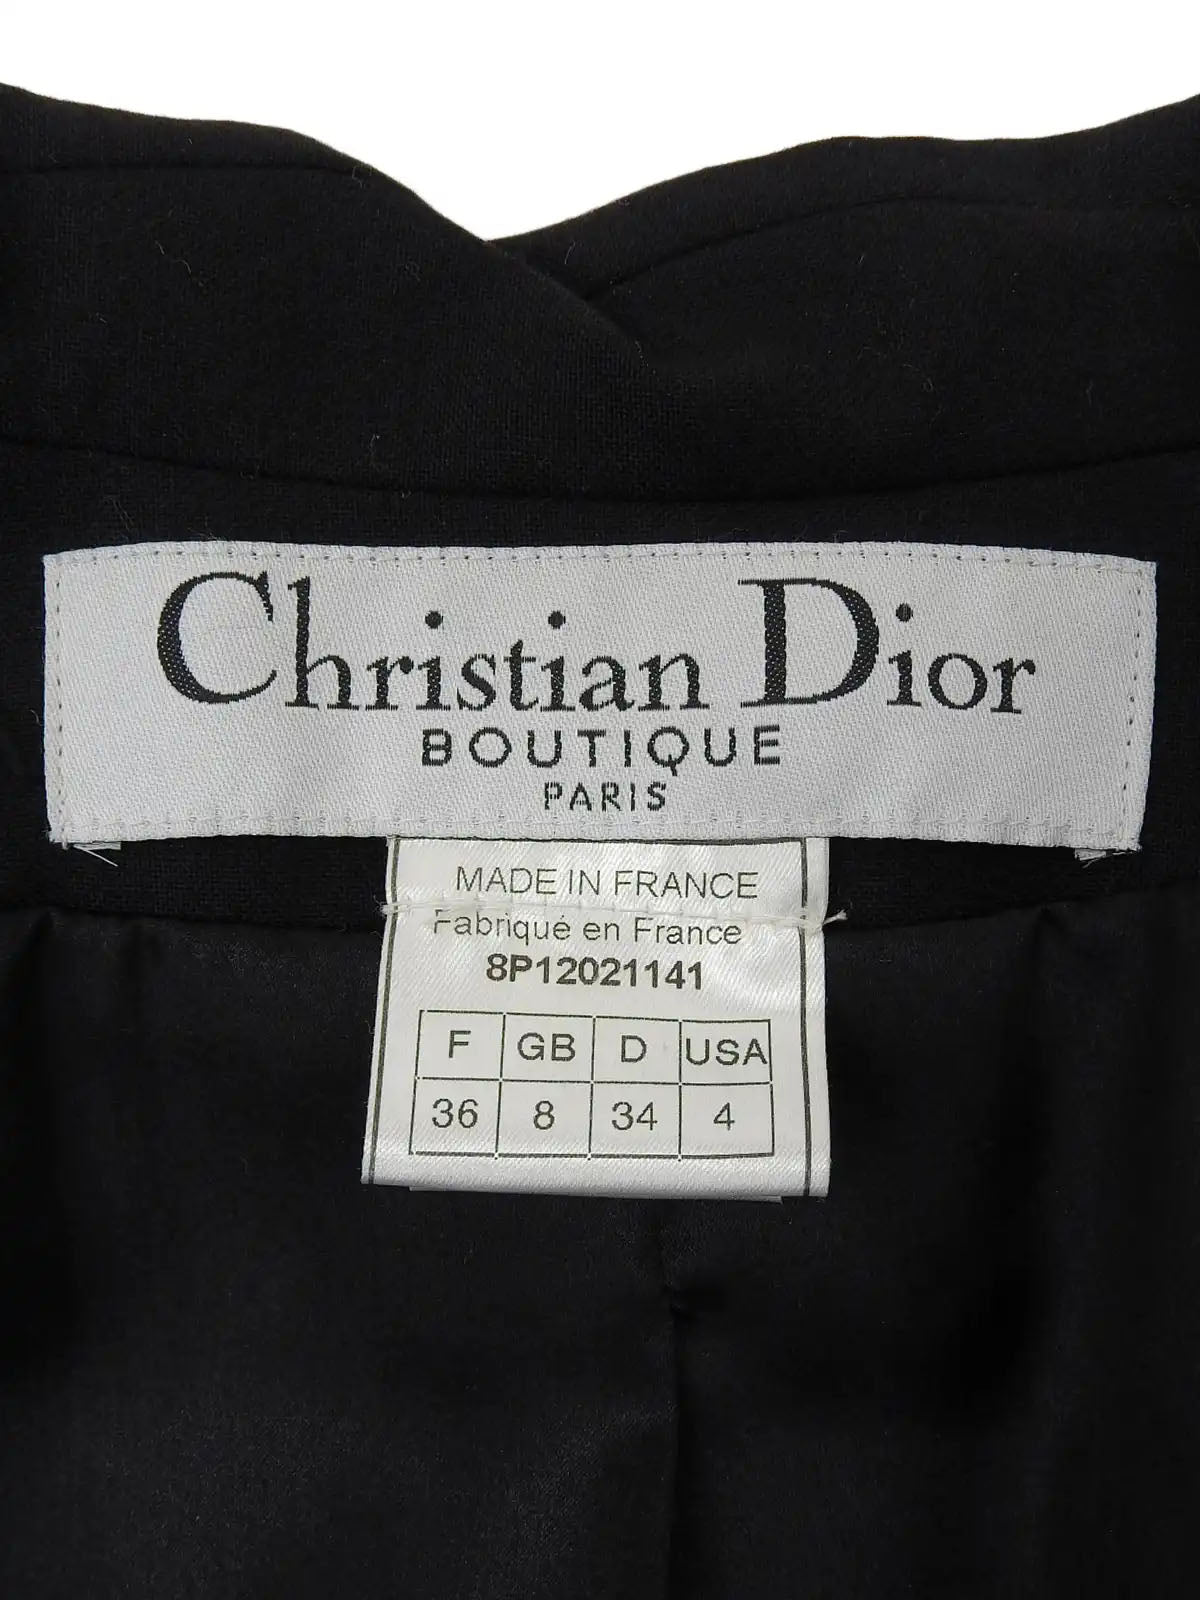 Christian Dior
BOUTIQUE
PARIS
MADE IN FRANCE
Fabriqué en France
8P12021141
F GB D USA
36 8 34 4